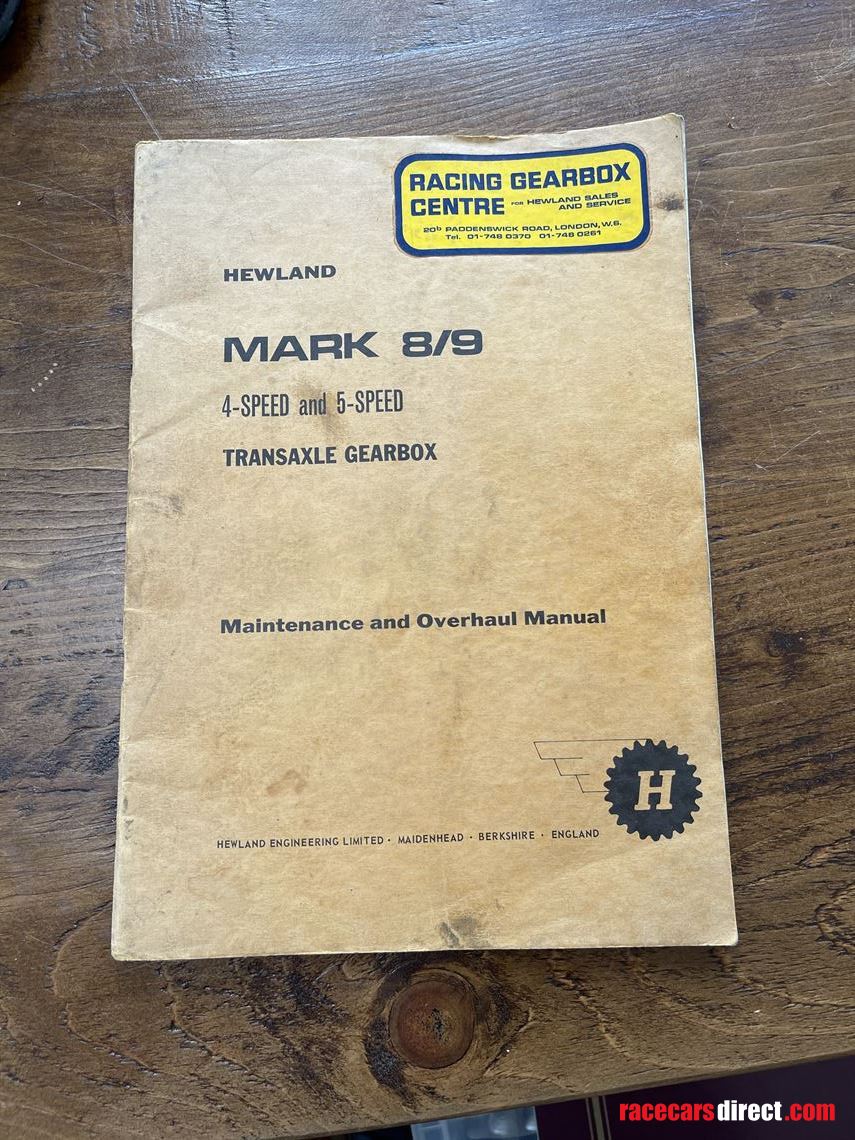 RACING GEARBOX
CENTRE FOR HEWLAND SALES
AND SERVICE
20b PADDENSWICK ROAD, LONDON, W.6.
Tel. 01-748 0370 01-748 0261
HEWLAND
MARK 8/9
4-SPEED and 5-SPEED
TRANSAXLE GEARBOX
Maintenance and Overhaul Manual
H
HEWLAND ENGINEERING LIMITED · MAIDENHEAD · BERKSHIRE · ENGLAND
racecarsdirect.com